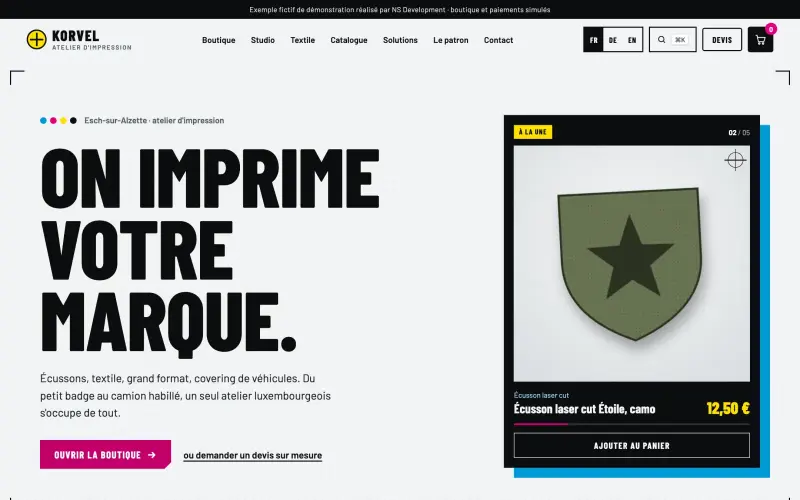 Exemple fictif de démonstration réalisé par NS Development · boutique et paiements simulés
KORVEL
ATELIER D'IMPRESSION
Boutique Studio Textile Catalogue Solutions Le patron Contact
FR DE EN
⌘K
DEVIS
0
Esch-sur-Alzette · atelier d'impression
ON IMPRIME
VOTRE
MARQUE.
Écussons, textile, grand format, covering de véhicules. Du
petit badge au camion habillé, un seul atelier luxembourgeois
s'occupe de tout.
OUVRIR LA BOUTIQUE →
ou demander un devis sur mesure
À LA UNE
02 / 05
Écusson laser cut
Écusson laser cut Étoile, camo
12,50 €
AJOUTER AU PANIER